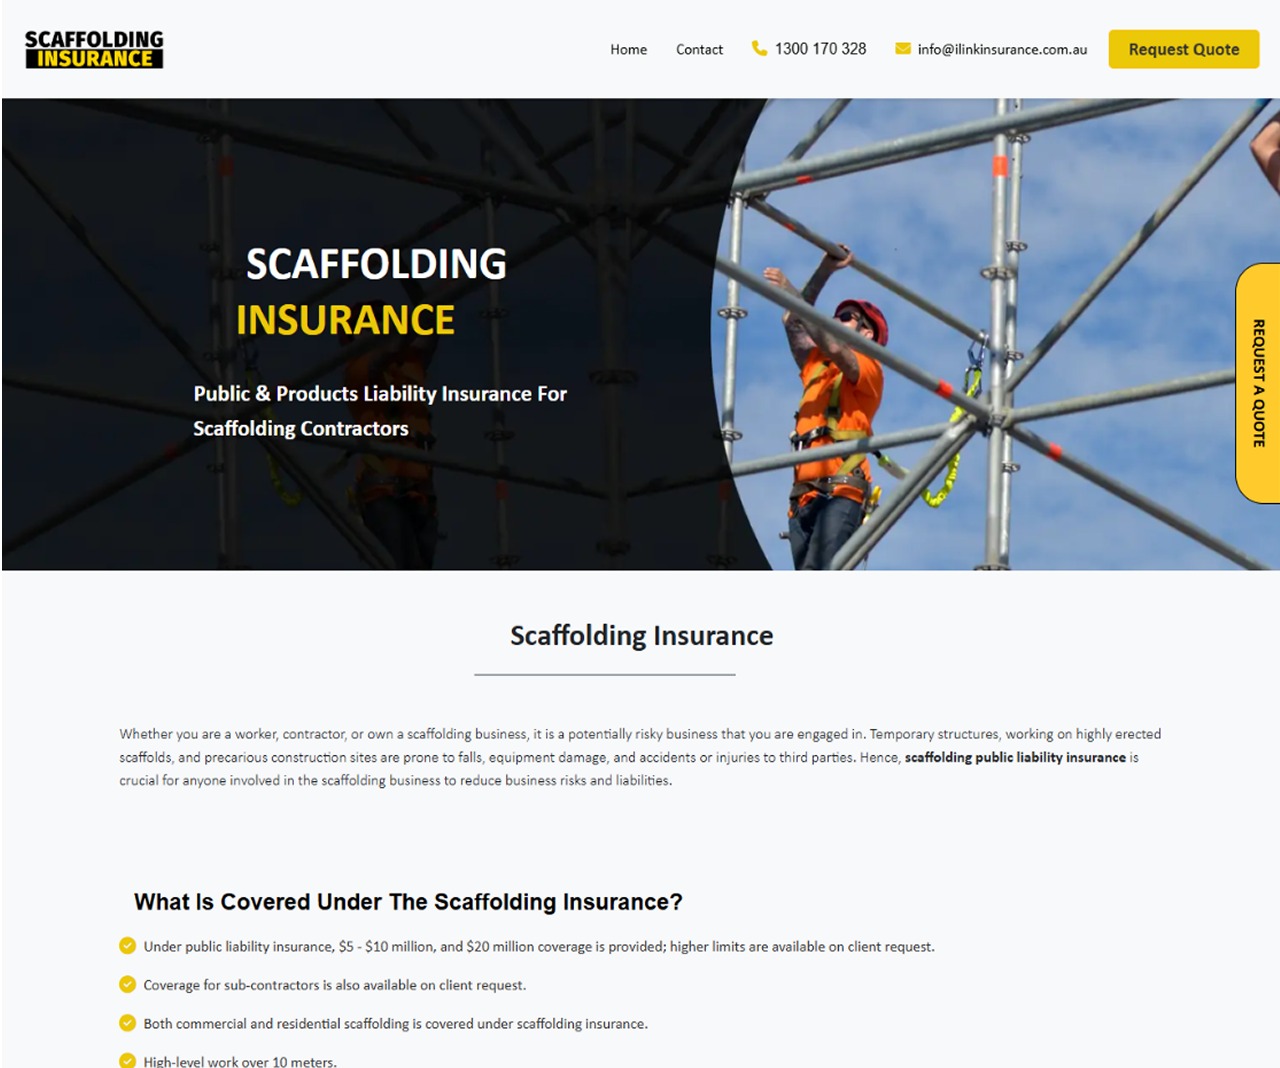 SCAFFOLDING
INSURANCE
Home
Contact
1300 170 328
info@ilinkinsurance.com.au
Request Quote
SCAFFOLDING
INSURANCE
Public & Products Liability Insurance For
Scaffolding Contractors
REQUEST A QUOTE
Scaffolding Insurance
Whether you are a worker, contractor, or own a scaffolding business, it is a potentially risky business that you are engaged in. Temporary structures, working on highly erected
scaffolds, and precarious construction sites are prone to falls, equipment damage, and accidents or injuries to third parties. Hence, scaffolding public liability insurance is
crucial for anyone involved in the scaffolding business to reduce business risks and liabilities.
What Is Covered Under The Scaffolding Insurance?
Under public liability insurance, $5 - $10 million, and $20 million coverage is provided; higher limits are available on client request.
Coverage for sub-contractors is also available on client request.
Both commercial and residential scaffolding is covered under scaffolding insurance.
High-level work over 10 meters.